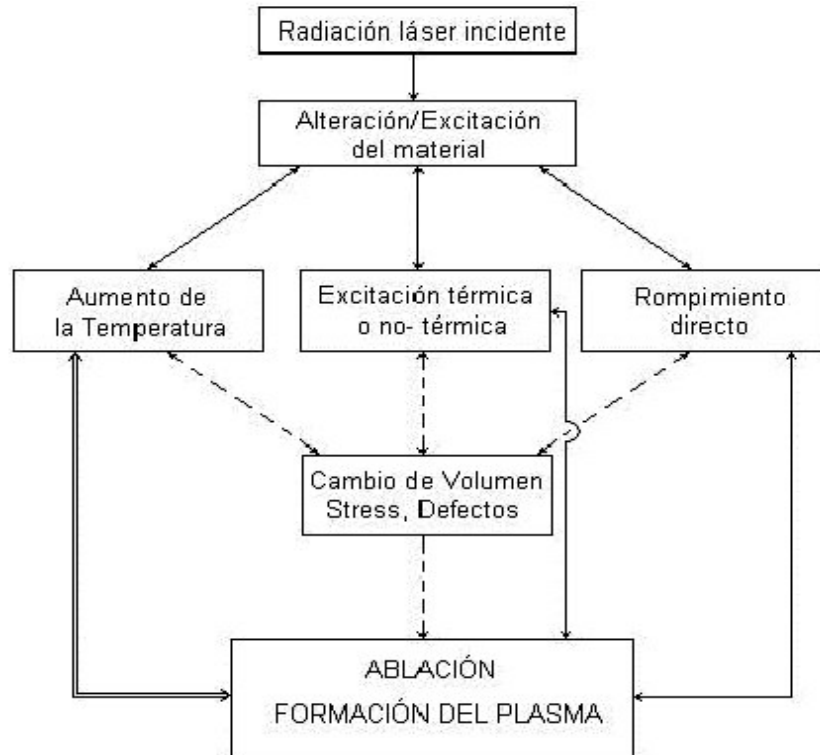 Radiación láser incidente
Alteración/Excitación
del material
Aumento de
la Temperatura
Excitación térmica
o no- térmica
Rompimiento
directo
Cambio de Volumen
Stress, Defectos
ABLACIÓN
FORMACIÓN DEL PLASMA